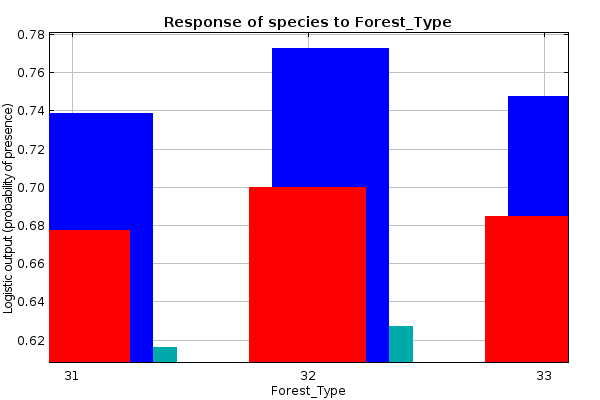 Response of species to Forest_Type
Logistic output (probability of presence)
0.78
0.76
0.74
0.72
0.70
0.68
0.66
0.64
0.62
31 32 33
Forest_Type